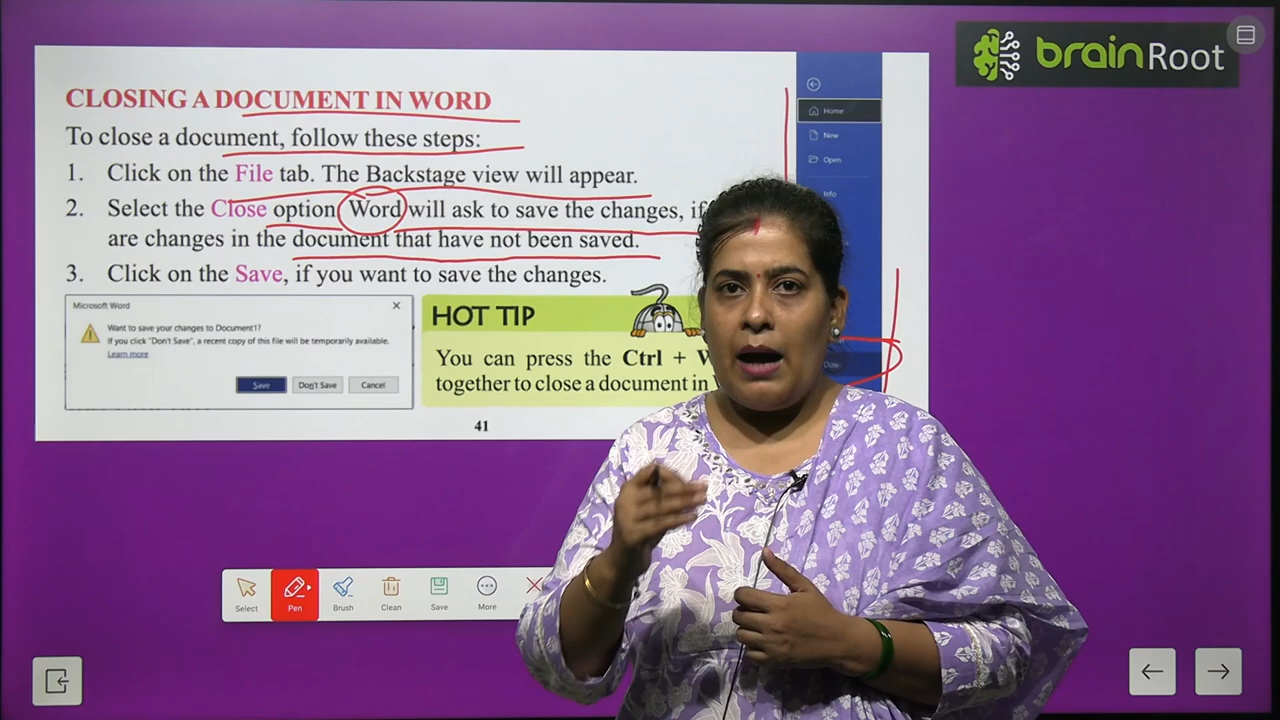 brainRoot
CLOSING A DOCUMENT IN WORD
To close a document, follow these steps:
1. Click on the File tab. The Backstage view will appear.
2. Select the Close option Word will ask to save the changes, if
are changes in the document that have not been saved.
3. Click on the Save, if you want to save the changes.
Home
New
Open
Info
Close
Microsoft Word
Want to save your changes to Document1?
If you click "Don't Save", a recent copy of this file will be temporarily available.
Learn more
Save Don't Save Cancel
HOT TIP
You can press the Ctrl + W
together to close a document in
41
Select Pen Brush Clean Save More